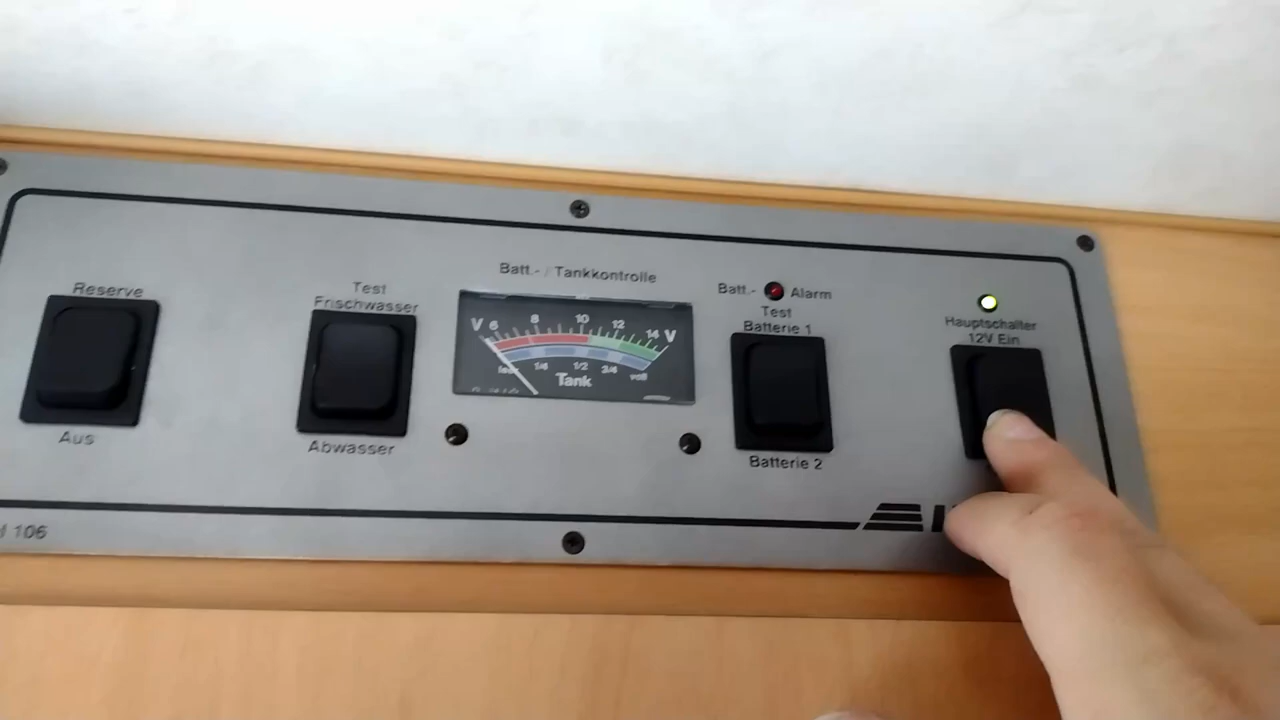 Reserve
Aus
Test
Frischwasser
Abwasser
Batt.- / Tankkontrolle
V 6 8 10 12 14 V
leer 1/4 1/2 3/4 voll
Tank
Batt.- Alarm
Test
Batterie 1
Batterie 2
Hauptschalter
12V Ein
106